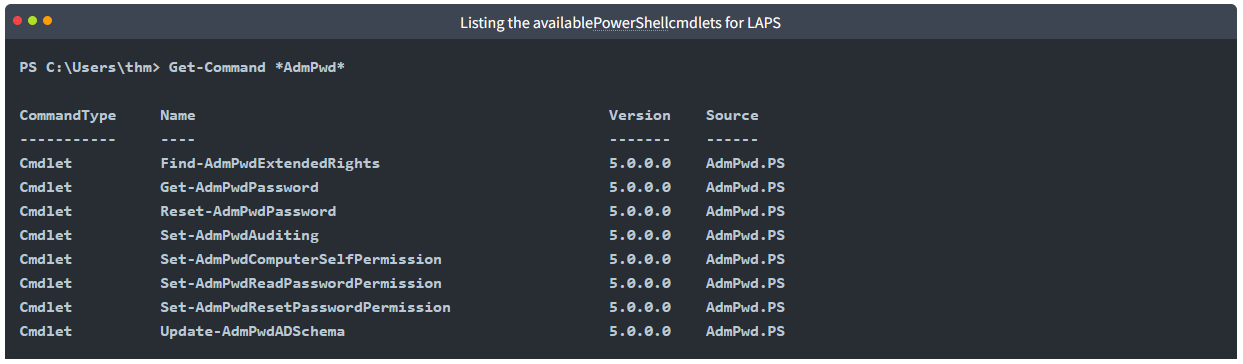 Listing the availablePowerShellcmdlets for LAPS
PS C:\Users\thm> Get-Command *AdmPwd*
CommandType Name Version Source
----------- ---- ------- ------
Cmdlet Find-AdmPwdExtendedRights 5.0.0.0 AdmPwd.PS
Cmdlet Get-AdmPwdPassword 5.0.0.0 AdmPwd.PS
Cmdlet Reset-AdmPwdPassword 5.0.0.0 AdmPwd.PS
Cmdlet Set-AdmPwdAuditing 5.0.0.0 AdmPwd.PS
Cmdlet Set-AdmPwdComputerSelfPermission 5.0.0.0 AdmPwd.PS
Cmdlet Set-AdmPwdReadPasswordPermission 5.0.0.0 AdmPwd.PS
Cmdlet Set-AdmPwdResetPasswordPermission 5.0.0.0 AdmPwd.PS
Cmdlet Update-AdmPwdADSchema 5.0.0.0 AdmPwd.PS